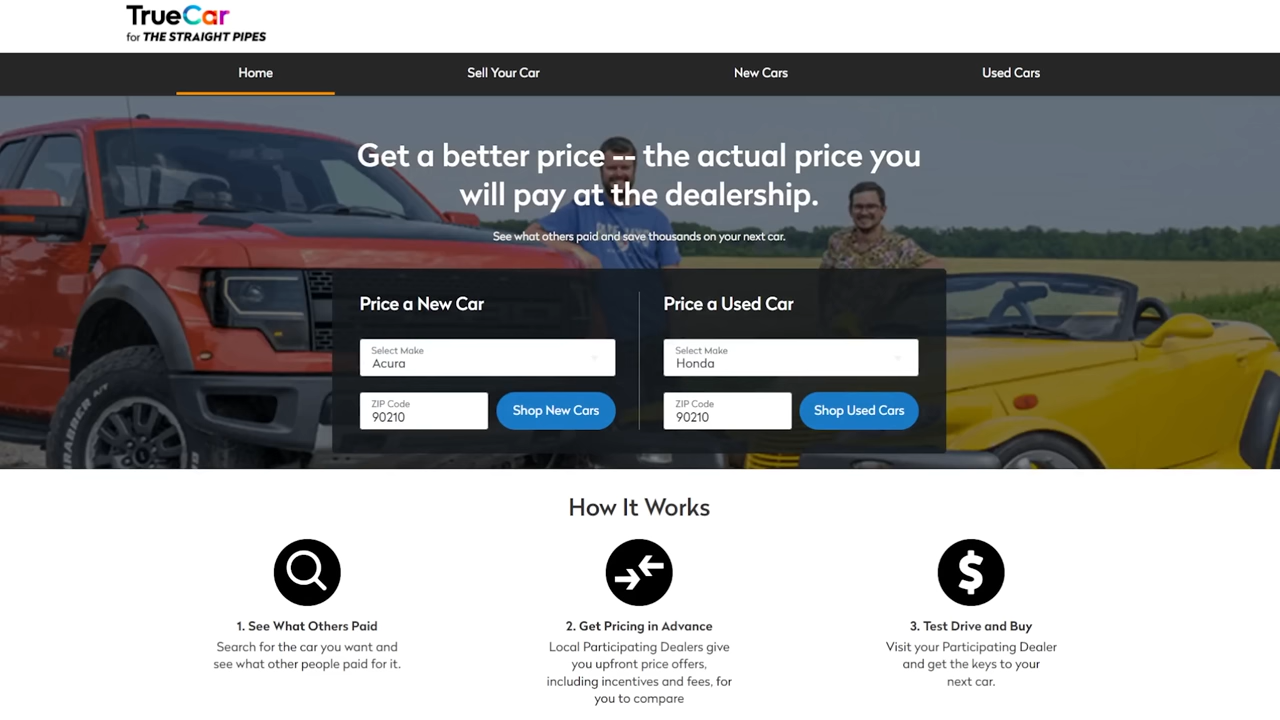 TrueCar
for THE STRAIGHT PIPES
Home
Sell Your Car
New Cars
Used Cars
Get a better price -- the actual price you
will pay at the dealership.
See what others paid and save thousands on your next car.
Price a New Car
Select Make
Acura
ZIP Code
90210
Shop New Cars
Price a Used Car
Select Make
Honda
ZIP Code
90210
Shop Used Cars
How It Works
1. See What Others Paid
Search for the car you want and
see what other people paid for it.
2. Get Pricing in Advance
Local Participating Dealers give
you upfront price offers,
including incentives and fees, for
you to compare
3. Test Drive and Buy
Visit your Participating Dealer
and get the keys to your
next car.